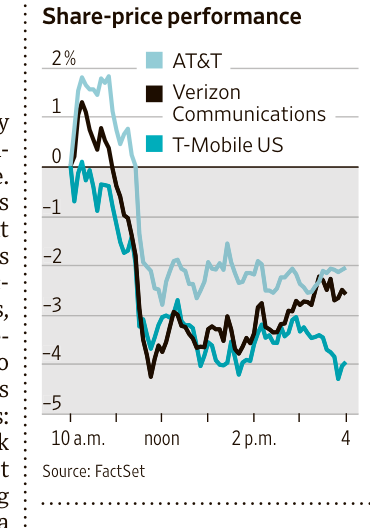 Share-price performance
2%
AT&T
Verizon
Communications
T-Mobile US
1
0
–1
–2
–3
–4
–5
10 a.m. noon 2 p.m. 4
Source: FactSet